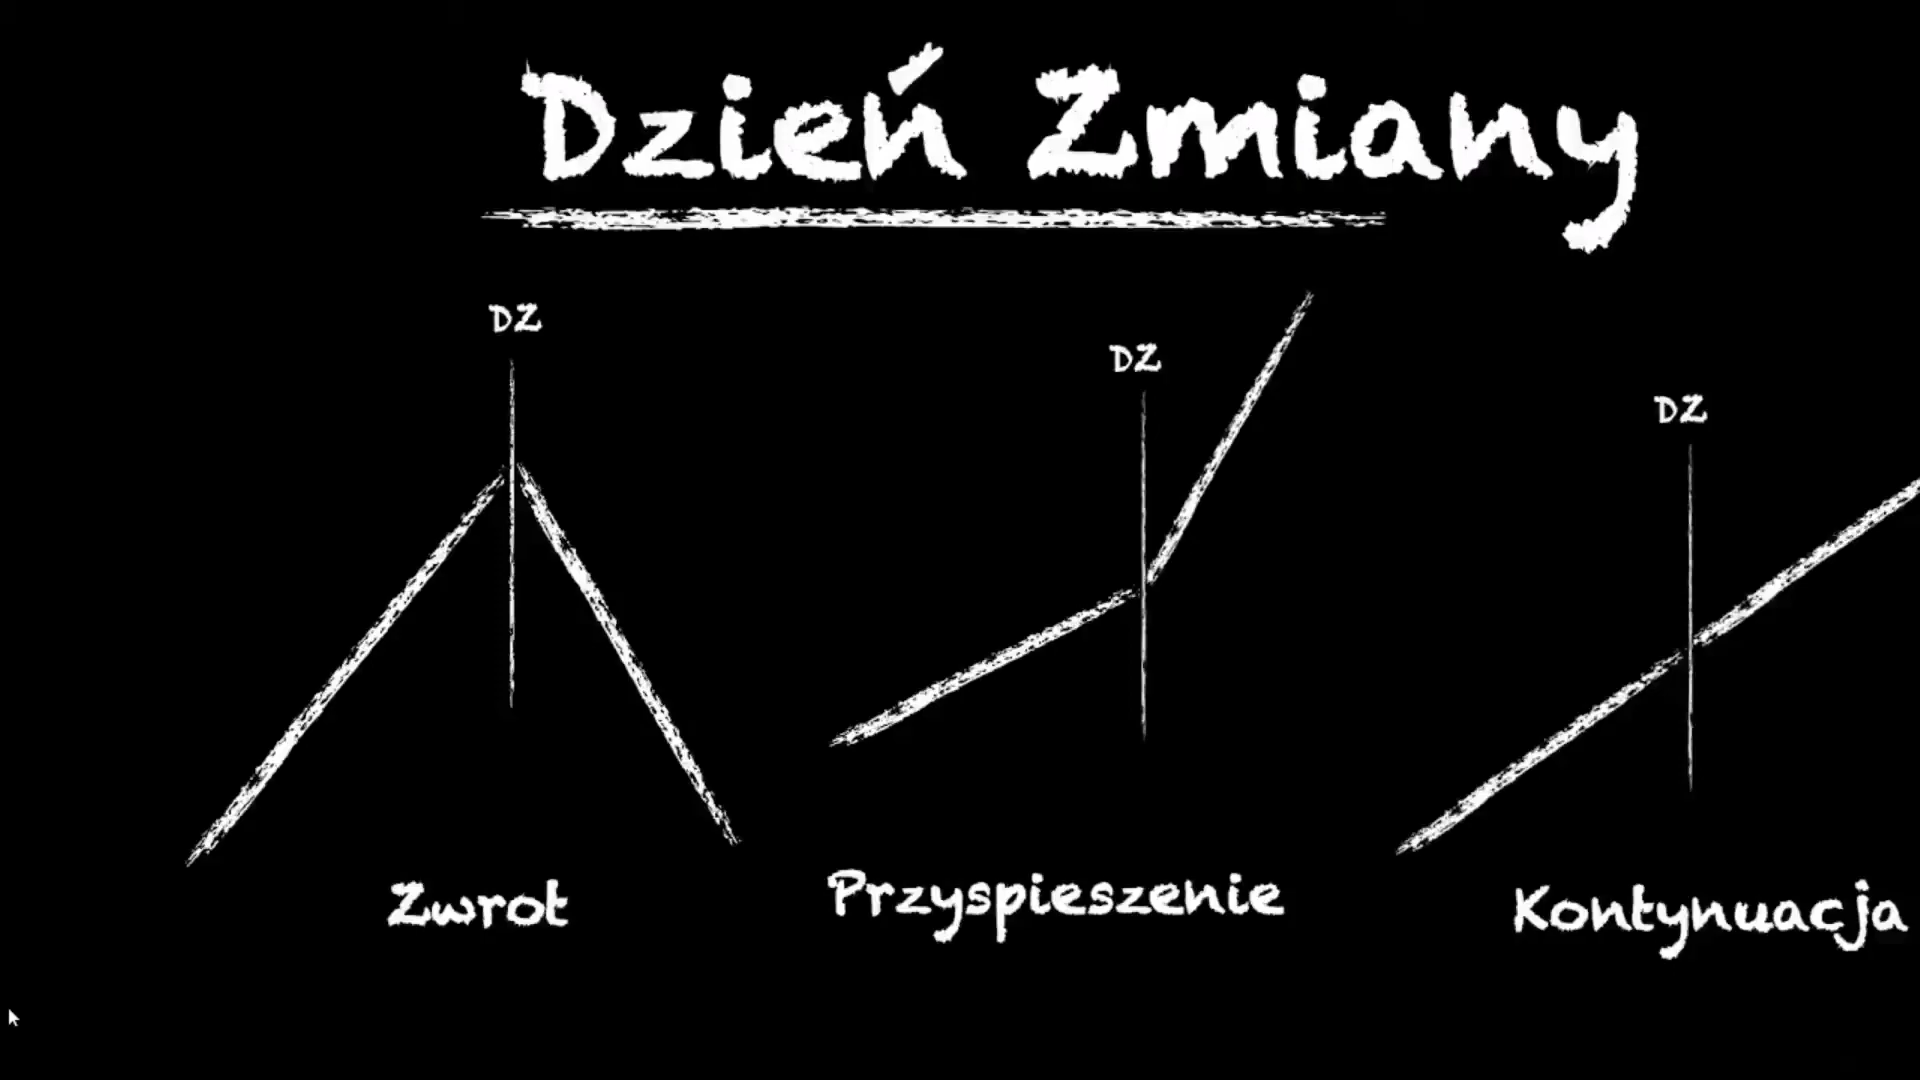 Dzień Zmiany
DZ
DZ
DZ
Zwrot
Przyspieszenie
Kontynuacja